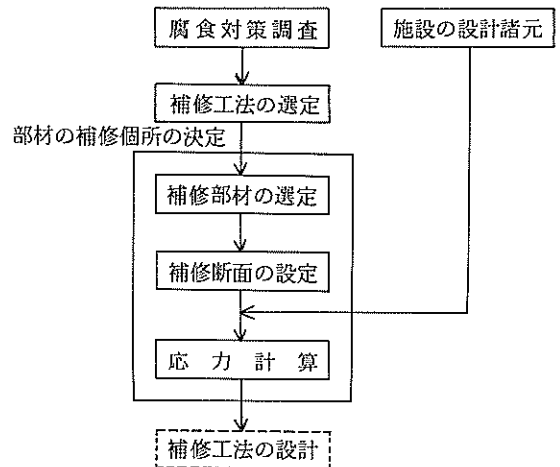 腐食対策調査
施設の設計諸元
補修工法の選定
部材の補修個所の決定
補修部材の選定
補修断面の設定
応力計算
補修工法の設計